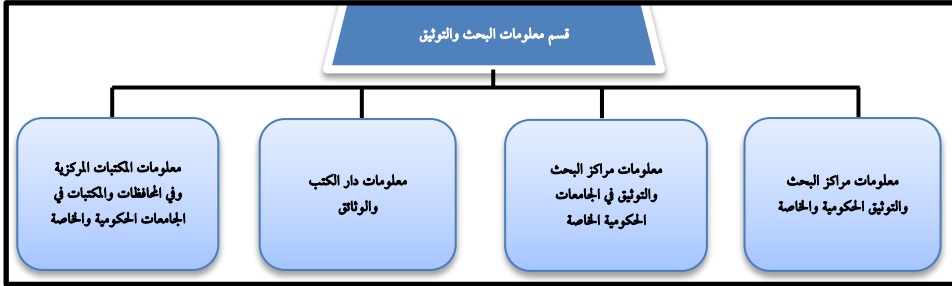 قسم معلومات البحث والتوثيق
معلومات مراكز البحث
والتوثيق الحكومية والخاصة
معلومات مراكز البحث
والتوثيق في الجامعات
الحكومية الخاصة
معلومات دار الكتب
والوثائق
معلومات المكتبات المركزية
وفي المحافظات والمكتبات في
الجامعات الحكومية والخاصة